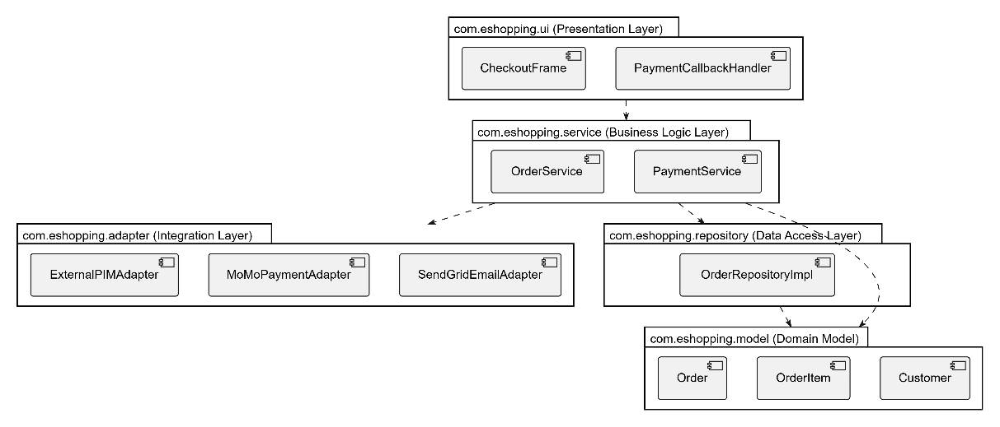 com.eshopping.ui (Presentation Layer)
CheckoutFrame
PaymentCallbackHandler
com.eshopping.service (Business Logic Layer)
OrderService
PaymentService
com.eshopping.adapter (Integration Layer)
ExternalPIMAdapter
MoMoPaymentAdapter
SendGridEmailAdapter
com.eshopping.repository (Data Access Layer)
OrderRepositoryImpl
com.eshopping.model (Domain Model)
Order
OrderItem
Customer